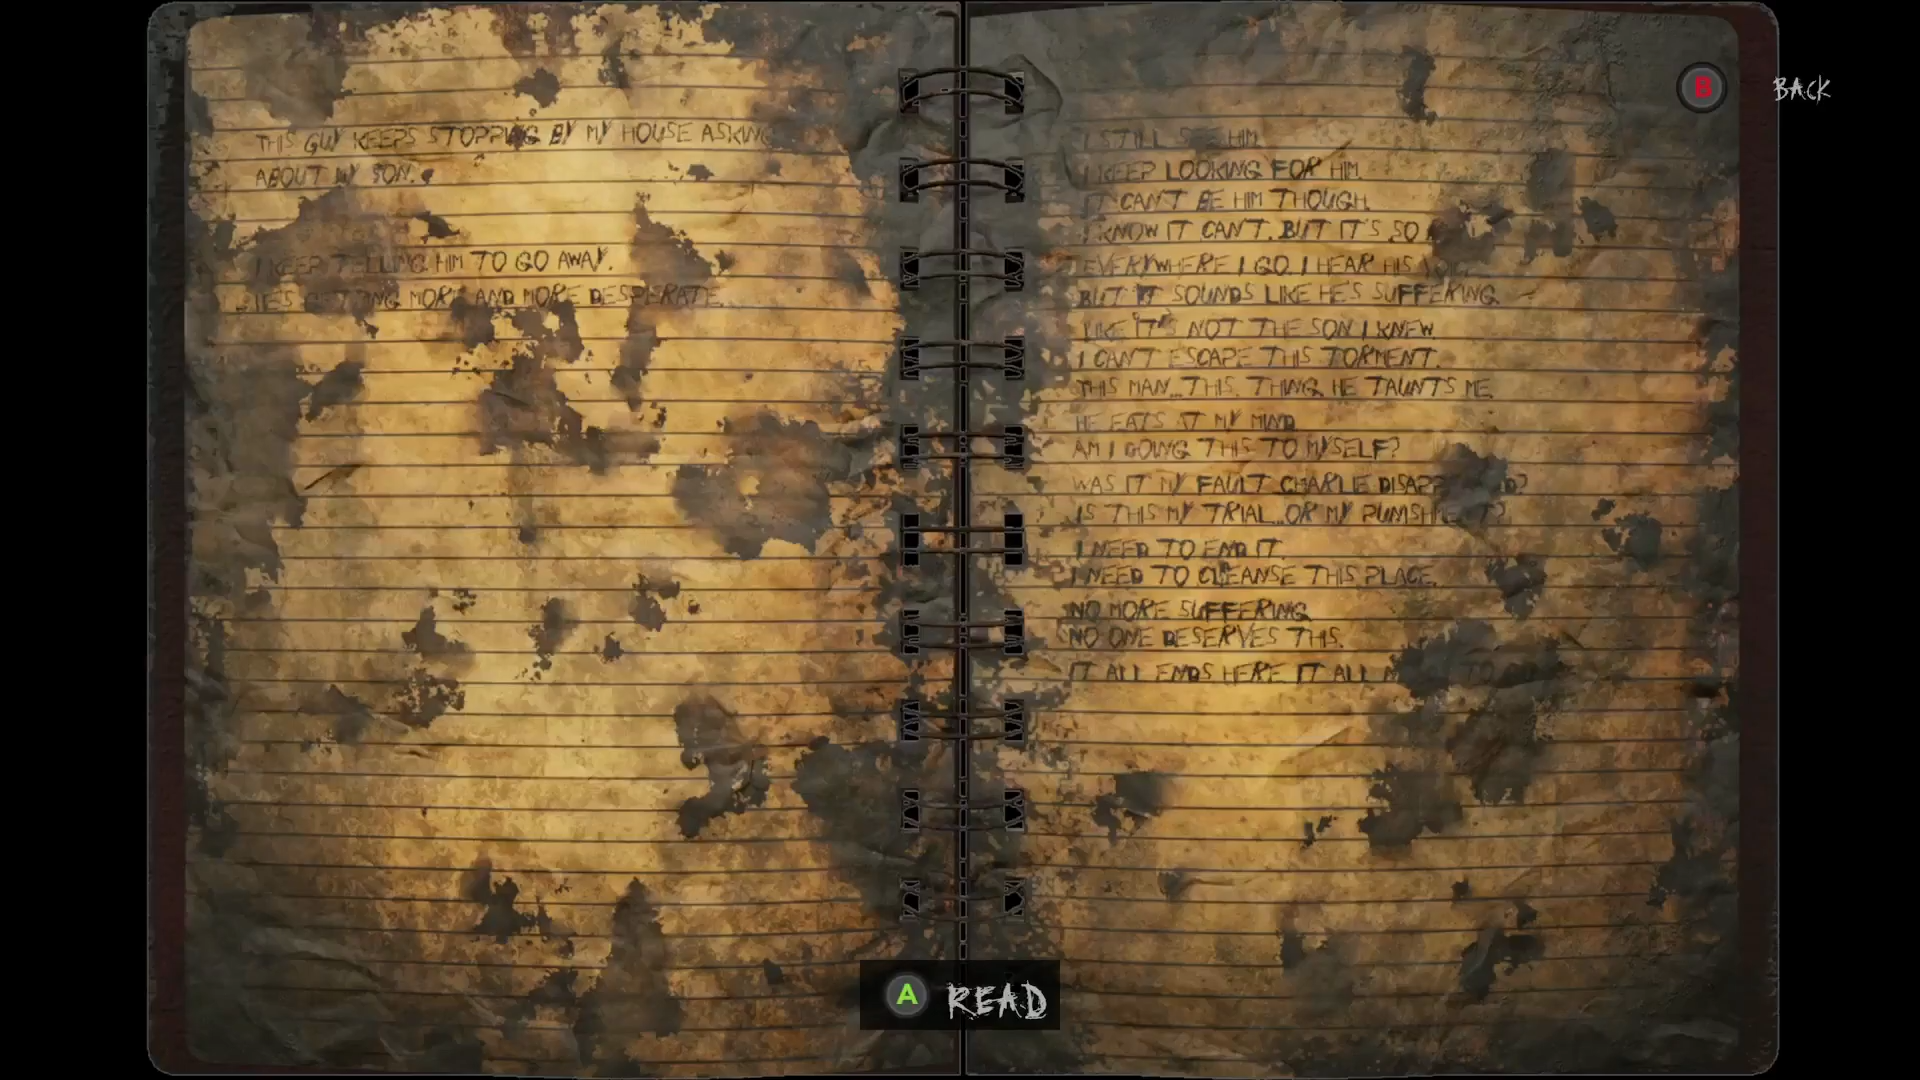 THIS GUY KEEPS STOPPING BY MY HOUSE ASKING
ABOUT MY SON.
I KEEP TELLING HIM TO GO AWAY.
HE'S GETTING MORE AND MORE DESPERATE.
I STILL SEE HIM.
I KEEP LOOKING FOR HIM.
IT CAN'T BE HIM THOUGH.
I KNOW IT CAN'T. BUT IT'S SO
EVERYWHERE I GO. I HEAR HIS
BUT IT SOUNDS LIKE HE'S SUFFERING.
LIKE IT'S NOT THE SON I KNEW.
I CAN'T ESCAPE THIS TORMENT.
THIS MAN...THIS. THING. HE TAUNTS ME.
HE EATS AT MY MIND
AM I DOING THIS TO MYSELF?
WAS IT MY FAULT CHARLIE DISAPPEARED?
IS THIS MY TRIAL...OR MY PUNISHMENT?
I NEED TO END IT.
I NEED TO CLEANSE THIS PLACE.
NO MORE SUFFERING.
NO ONE DESERVES THIS.
IT ALL ENDS HERE IT ALL TO
B BACK
A READ